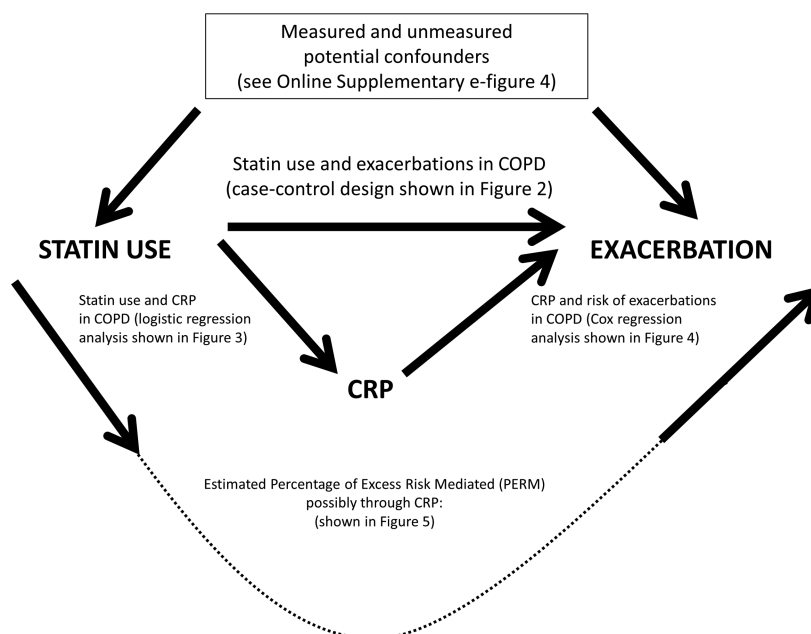 Measured and unmeasured
potential confounders
(see Online Supplementary e-figure 4)
Statin use and exacerbations in COPD
(case-control design shown in Figure 2)
STATIN USE
EXACERBATION
Statin use and CRP
in COPD (logistic regression
analysis shown in Figure 3)
CRP and risk of exacerbations
in COPD (Cox regression
analysis shown in Figure 4)
CRP
Estimated Percentage of Excess Risk Mediated (PERM)
possibly through CRP:
(shown in Figure 5)